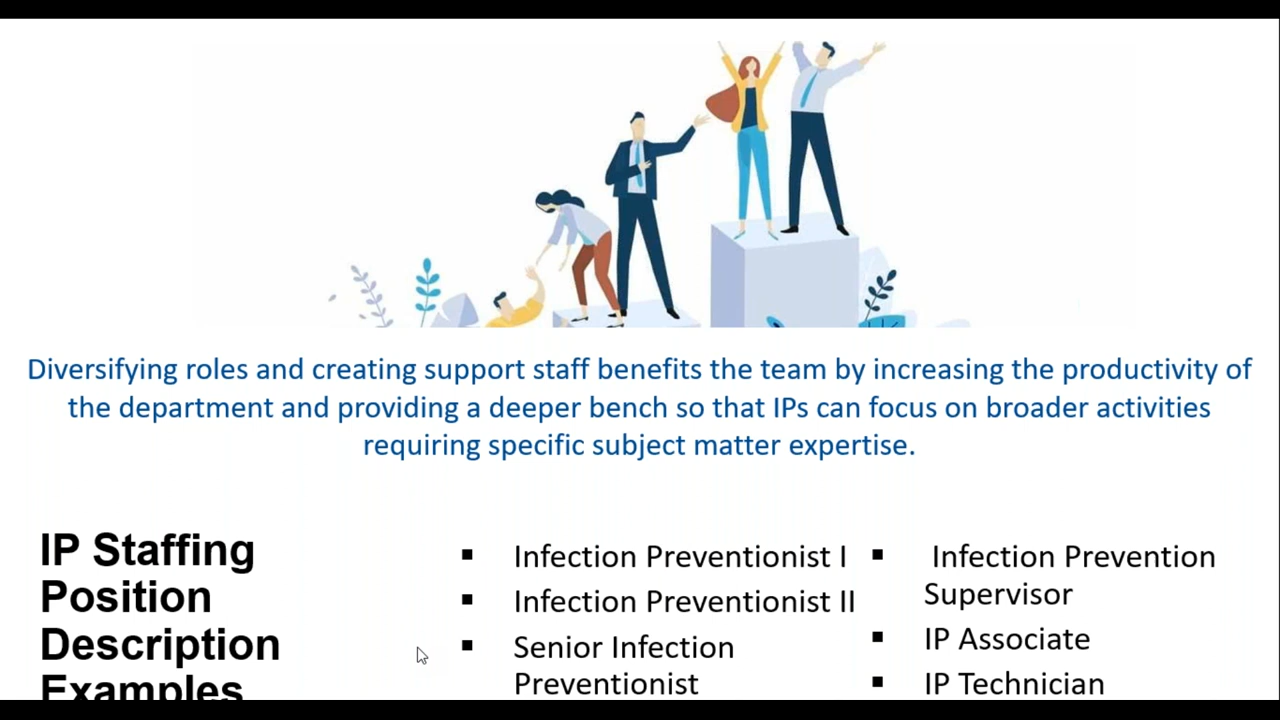 Diversifying roles and creating support staff benefits the team by increasing the productivity of
the department and providing a deeper bench so that IPs can focus on broader activities
requiring specific subject matter expertise.
IP Staffing
Position
Description
Examples
▪ Infection Preventionist I
▪ Infection Preventionist II
▪ Senior Infection
Preventionist
▪ Infection Prevention
Supervisor
▪ IP Associate
▪ IP Technician